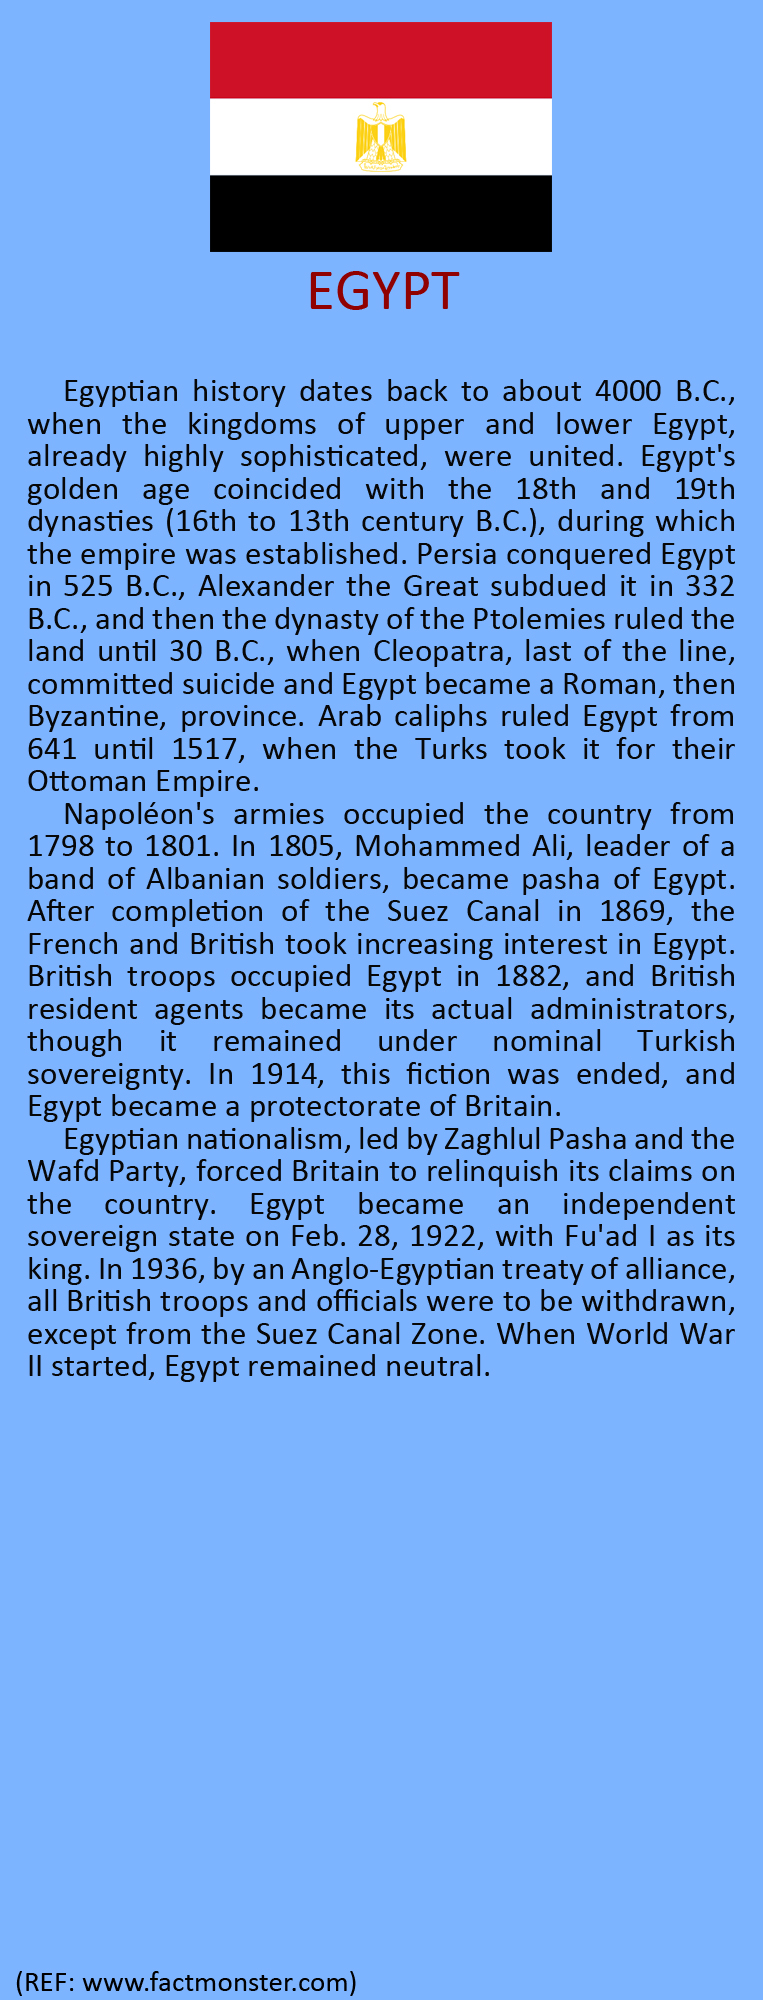 EGYPT
Egyptian history dates back to about 4000 B.C.,
when the kingdoms of upper and lower Egypt,
already highly sophisticated, were united. Egypt's
golden age coincided with the 18th and 19th
dynasties (16th to 13th century B.C.), during which
the empire was established. Persia conquered Egypt
in 525 B.C., Alexander the Great subdued it in 332
B.C., and then the dynasty of the Ptolemies ruled the
land until 30 B.C., when Cleopatra, last of the line,
committed suicide and Egypt became a Roman, then
Byzantine, province. Arab caliphs ruled Egypt from
641 until 1517, when the Turks took it for their
Ottoman Empire.
Napoléon's armies occupied the country from
1798 to 1801. In 1805, Mohammed Ali, leader of a
band of Albanian soldiers, became pasha of Egypt.
After completion of the Suez Canal in 1869, the
French and British took increasing interest in Egypt.
British troops occupied Egypt in 1882, and British
resident agents became its actual administrators,
though it remained under nominal Turkish
sovereignty. In 1914, this fiction was ended, and
Egypt became a protectorate of Britain.
Egyptian nationalism, led by Zaghlul Pasha and the
Wafd Party, forced Britain to relinquish its claims on
the country. Egypt became an independent
sovereign state on Feb. 28, 1922, with Fu'ad I as its
king. In 1936, by an Anglo-Egyptian treaty of alliance,
all British troops and officials were to be withdrawn,
except from the Suez Canal Zone. When World War
II started, Egypt remained neutral.
(REF: www.factmonster.com)